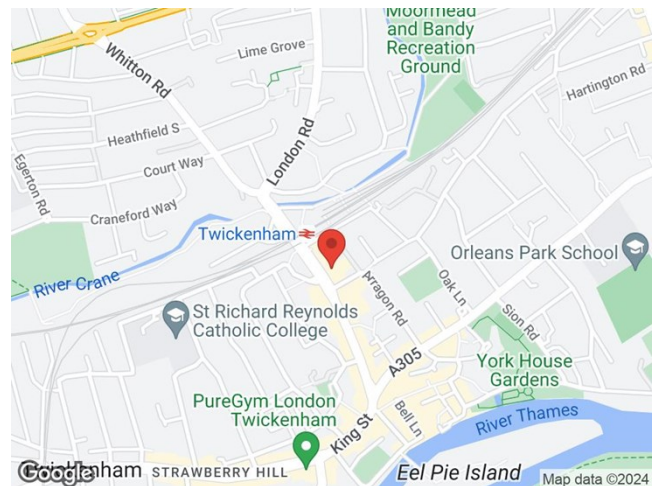 Moormead
and Bandy
Recreation
Ground
Whitton Rd
Lime Grove
London Rd
Hartington Rd
Heathfield S
Court Way
Egerton Rd
Craneford Way
Twickenham
Orleans Park School
River Crane
Arragon Rd
Oak Ln
Sion Rd
St Richard Reynolds
Catholic College
A305
York House
Gardens
PureGym London
Twickenham
King St
Bell Ln
River Thames
Google
Twickenham
STRAWBERRY HILL
Eel Pie Island
Map data ©2024